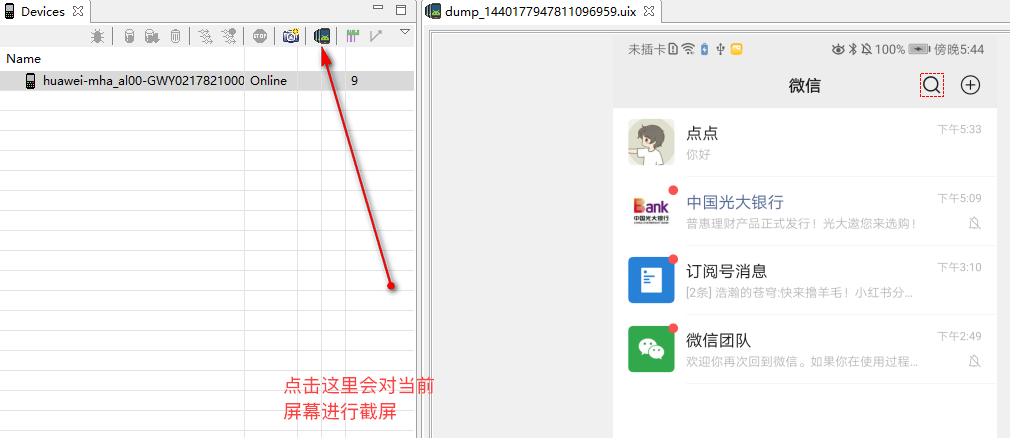 Devices
dump_1440177947811096959.uix
Name
huawei-mha_al00-GWY0217821000 Online 9
点击这里会对当前
屏幕进行截屏
未插卡 100% 傍晚5:44
微信
点点 下午5:33
你好
Bank
中国光大银行
中国光大银行 下午5:09
普惠理财产品正式发行！光大邀您来选购！
订阅号消息 下午3:10
[2条] 浩瀚的苍穹:快来撸羊毛！小红书分...
微信团队 下午2:49
欢迎你再次回到微信。如果你在使用过程...